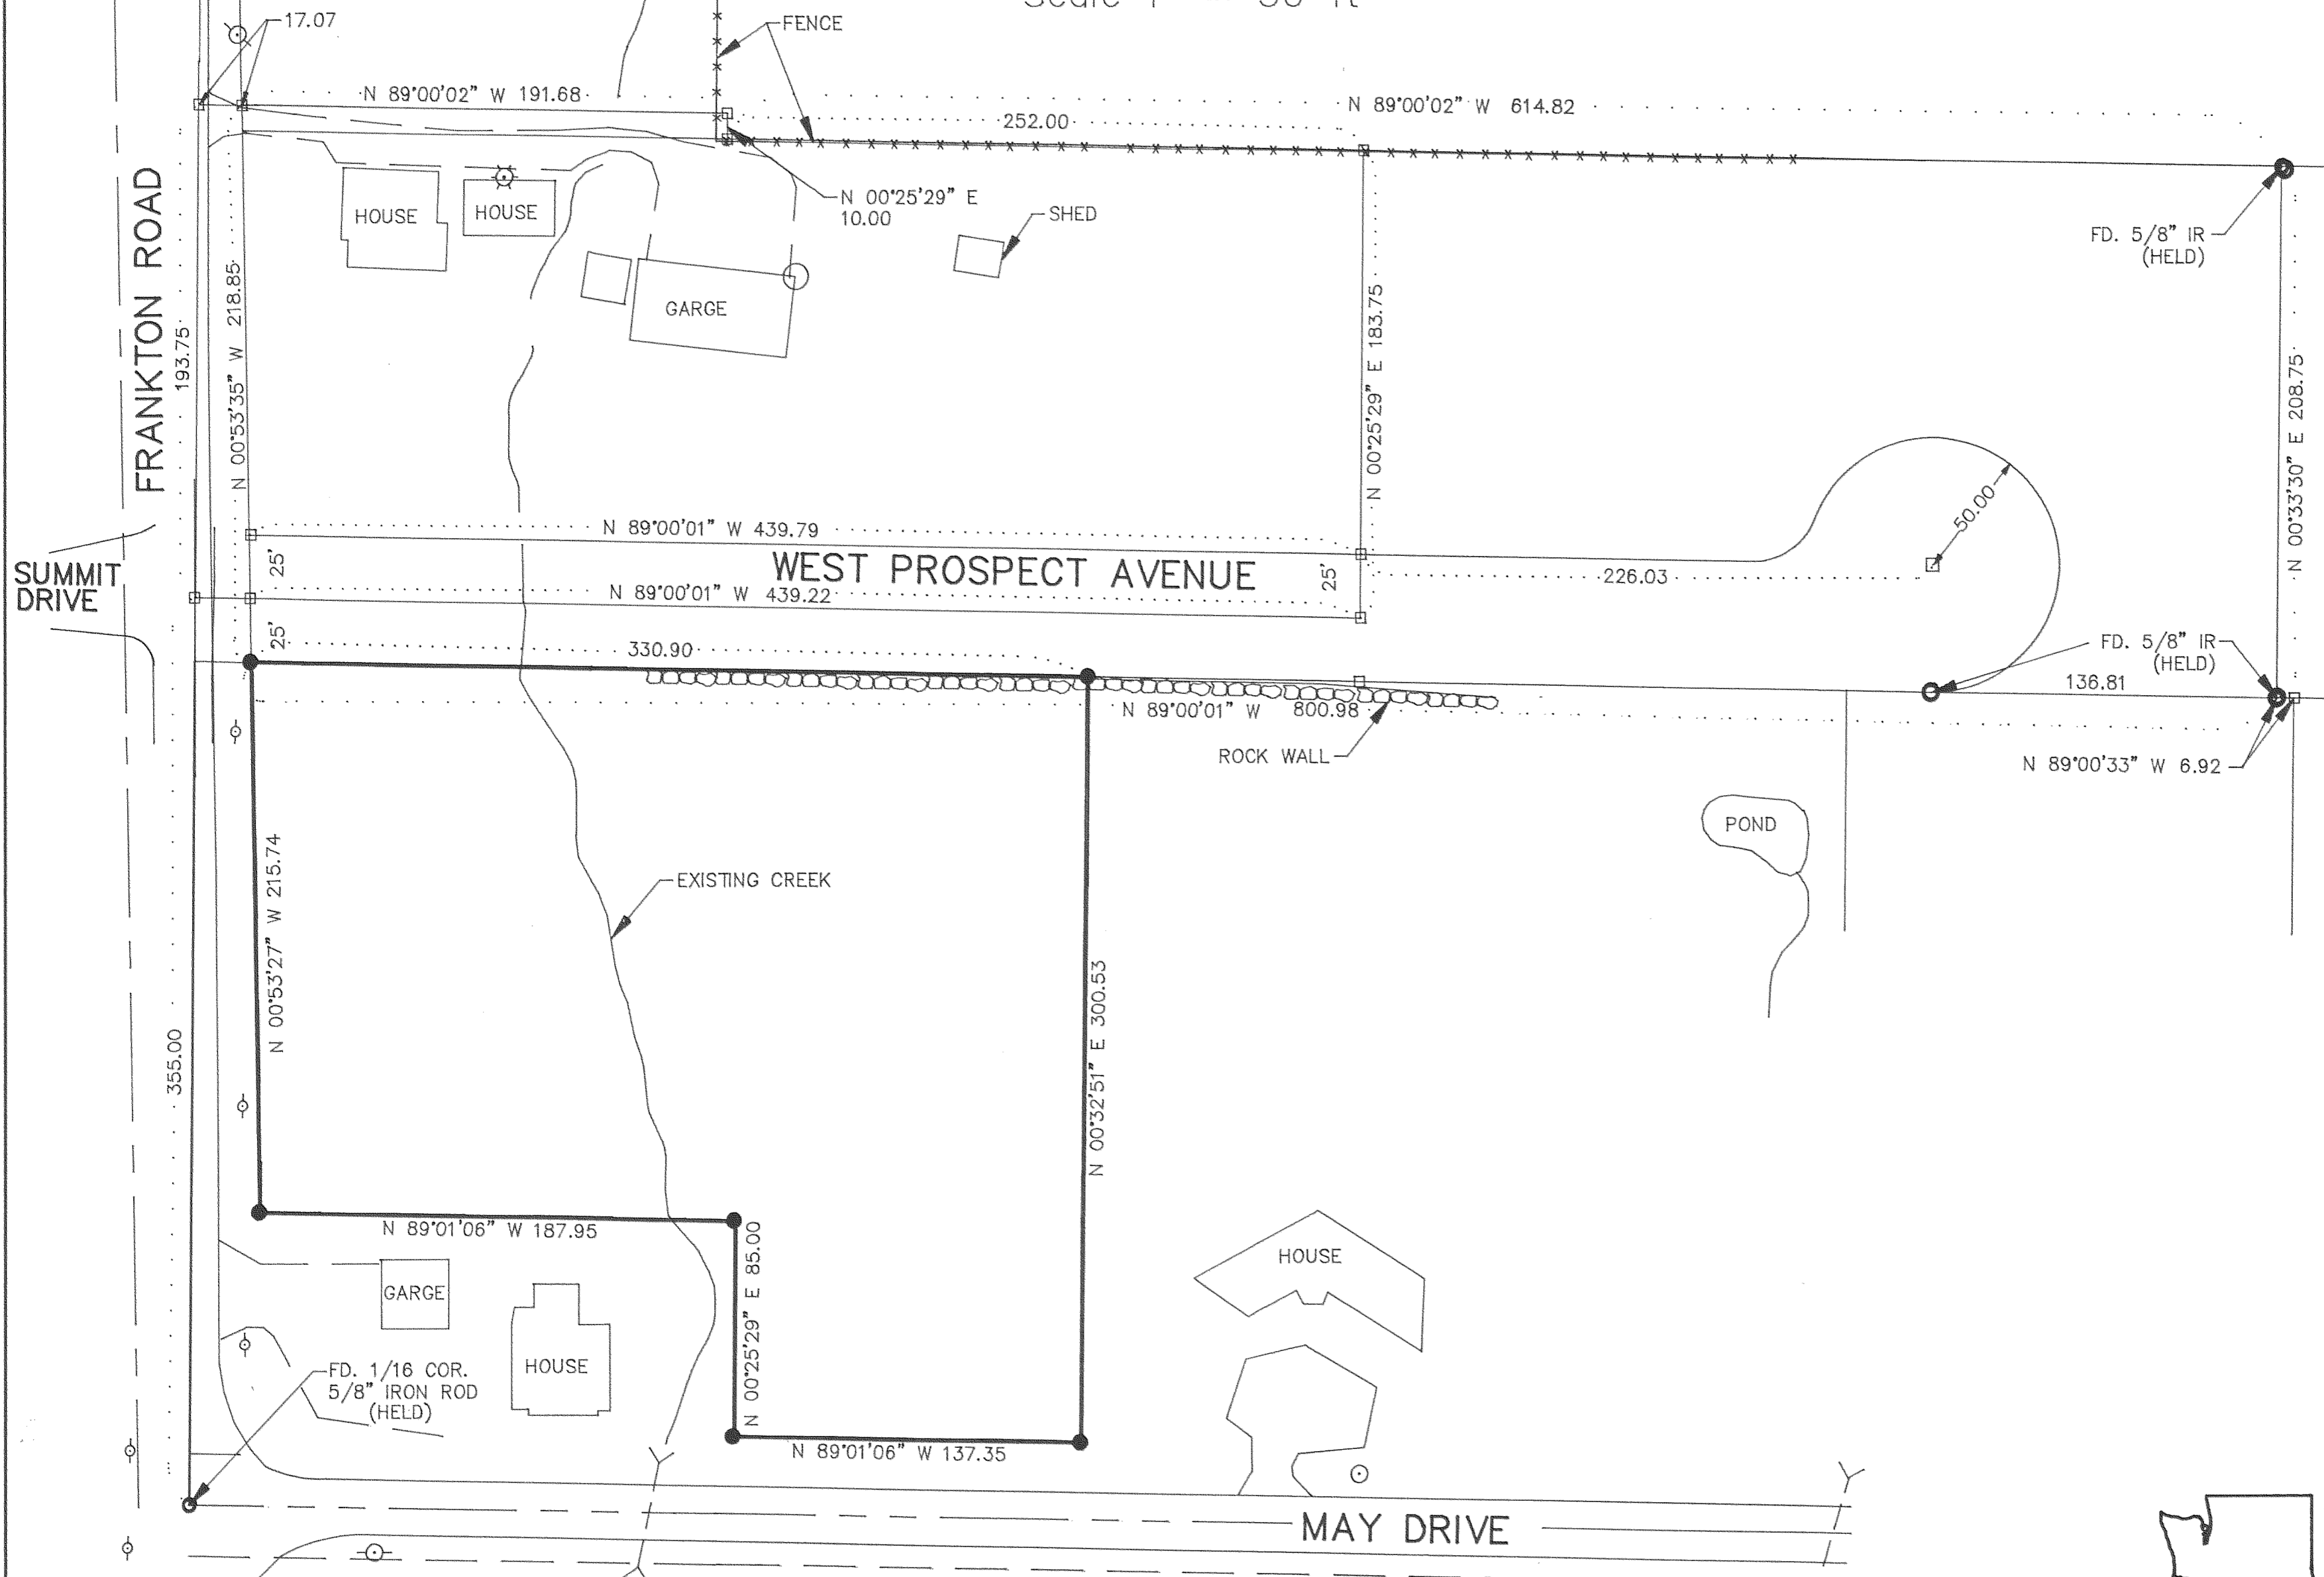 17.07
FENCE
N 89°00'02" W 191.68
N 89°00'02" W 614.82
252.00
N 00°25'29" E
10.00
HOUSE
HOUSE
SHED
GARGE
FD. 5/8" IR
(HELD)
FRANKTON ROAD
193.75
N 00°53'35" W 218.85
N 00°25'29" E 183.75
N 00°33'30" E 208.75
50.00
N 89°00'01" W 439.79
25'
WEST PROSPECT AVENUE
25'
226.03
SUMMIT
DRIVE
N 89°00'01" W 439.22
25'
330.90
FD. 5/8" IR
(HELD)
136.81
N 89°00'01" W 800.98
ROCK WALL
N 89°00'33" W 6.92
POND
EXISTING CREEK
N 00°53'27" W 215.74
355.00
N 00°32'51" E 300.53
N 89°01'06" W 187.95
N 00°25'29" E 85.00
GARGE
HOUSE
HOUSE
FD. 1/16 COR.
5/8" IRON ROD
(HELD)
N 89°01'06" W 137.35
MAY DRIVE